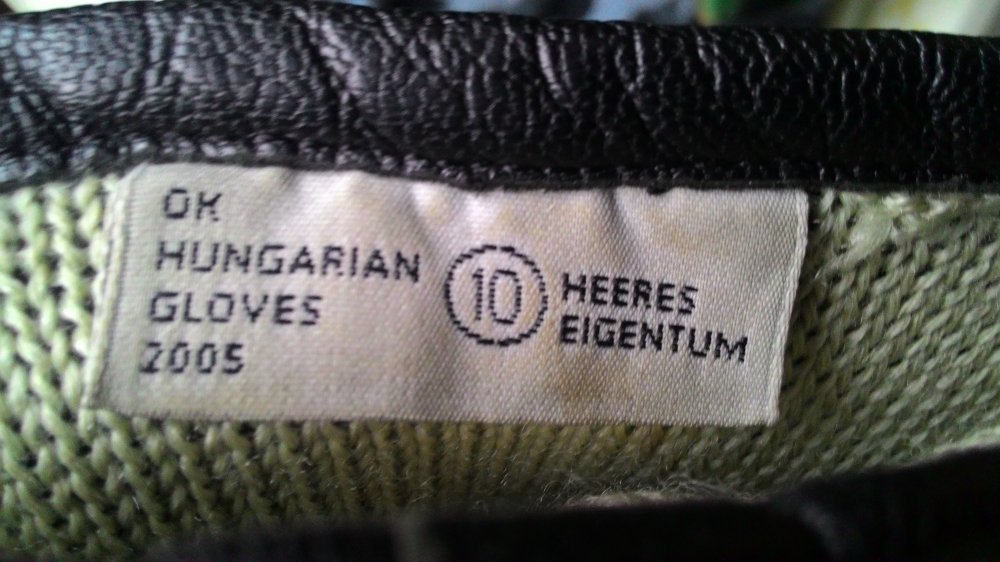 OK
HUNGARIAN
GLOVES
2005
10
HEERES
EIGENTUM